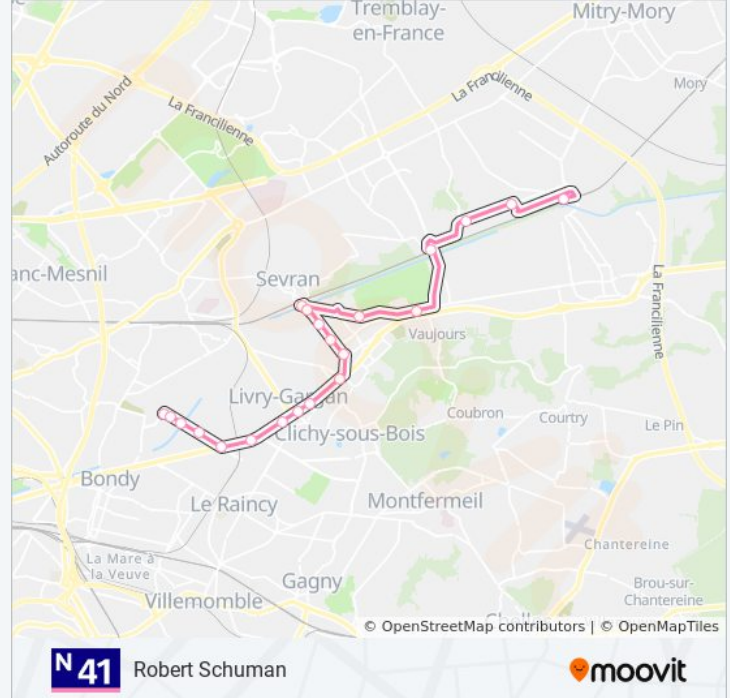 Tremblay-
en-France
Mitry-Mory
Mory
La Francilienne
Autoroute du Nord
La Francilienne
anc-Mesnil
Sevran
La Francilienne
Vaujours
Livry-Gargan
Coubron
Courtry
Le Pin
Clichy-sous-Bois
Bondy
Le Raincy
Montfermeil
Chantereine
La Mare à
la Veuve
Gagny
Brou-sur-
Chantereine
Villemomble
© OpenStreetMap contributors | © OpenMapTiles
N 41 Robert Schuman
moovit